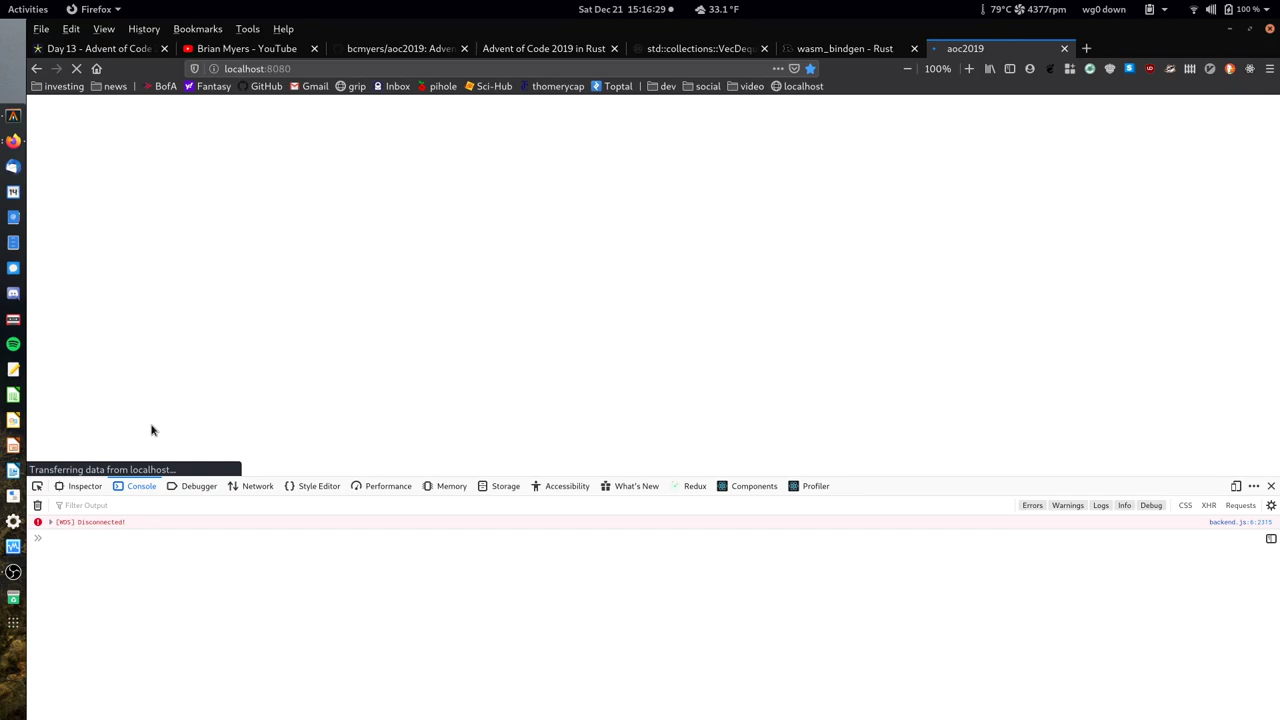 Activities Firefox Sat Dec 21 15:16:29 33.1 °F 79°C 4377rpm wg0 down 100 %
File Edit View History Bookmarks Tools Help
Day 13 - Advent of Code Brian Myers - YouTube bcmyers/aoc2019: Adven Advent of Code 2019 in Rust std::collections::VecDequ wasm_bindgen - Rust aoc2019
localhost:8080 100%
investing news BofA Fantasy GitHub Gmail grip Inbox pihole Sci-Hub thomerycap Toptal dev social video localhost
14
Transferring data from localhost...
Inspector Console Debugger Network Style Editor Performance Memory Storage Accessibility What's New Redux Components Profiler
Filter Output Errors Warnings Logs Info Debug CSS XHR Requests
[WDS] Disconnected! backend.js:6:2315